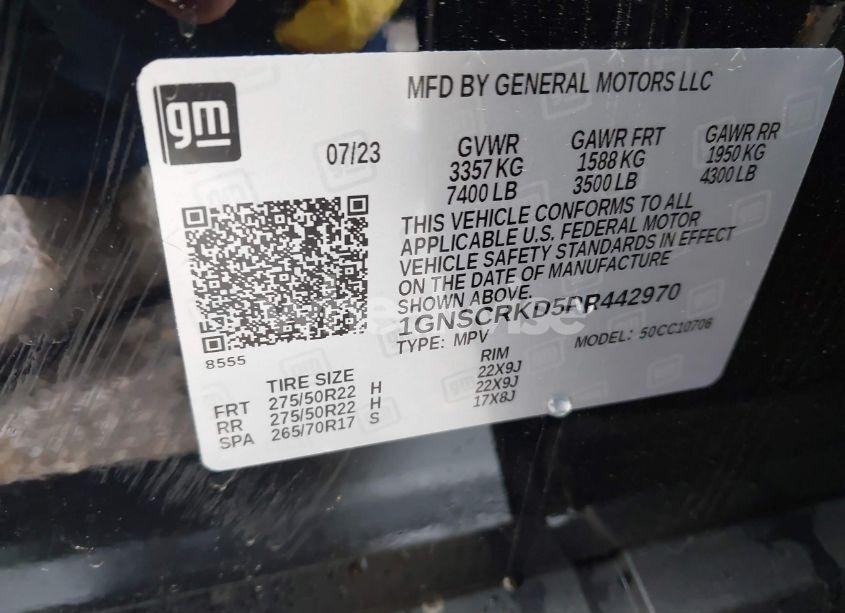 gm
MFD BY GENERAL MOTORS LLC
07/23
GVWR
3357 KG
7400 LB
GAWR FRT
1588 KG
3500 LB
GAWR RR
1950 KG
4300 LB
THIS VEHICLE CONFORMS TO ALL
APPLICABLE U.S. FEDERAL MOTOR
VEHICLE SAFETY STANDARDS IN EFFECT
ON THE DATE OF MANUFACTURE
SHOWN ABOVE.
1GNSCRKD5PR442970
TYPE: MPV
MODEL: 50CC10706
8555
TIRE SIZE RIM
FRT 275/50R22 H 22X9J
RR 275/50R22 H 22X9J
SPA 265/70R17 S 17X8J